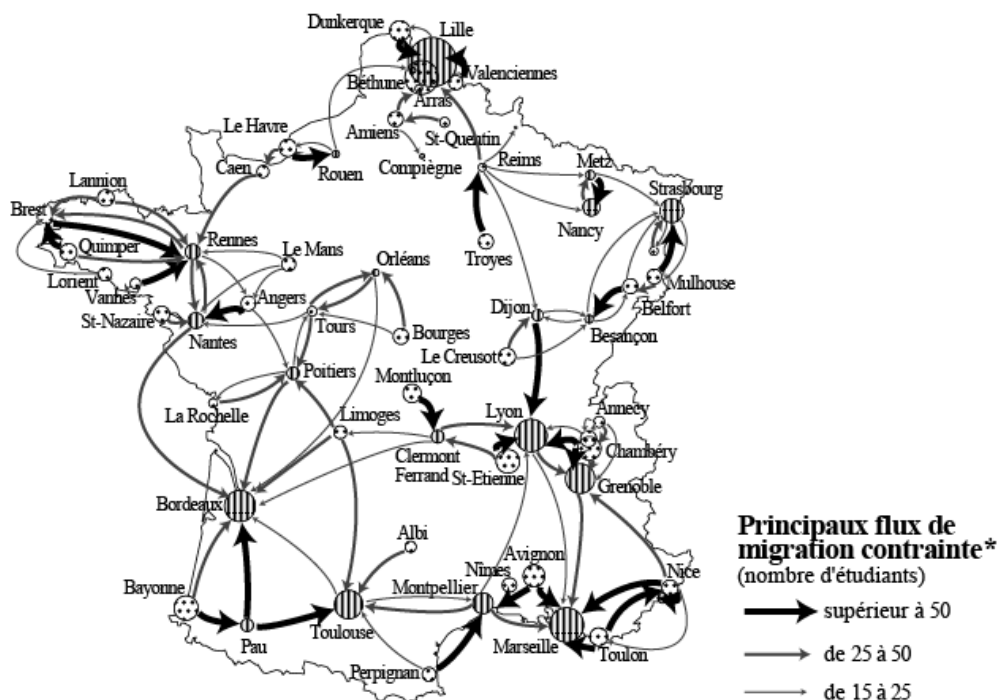 Dunkerque
Lille
Béthune
Valenciennes
Arras
Amiens
St-Quentin
Compiègne
Le Havre
Caen
Rouen
Reims
Metz
Strasbourg
Nancy
Troyes
Lannion
Brest
Quimper
Rennes
Le Mans
Lorient
Vannes
Orléans
Mulhouse
Belfort
St-Nazaire
Angers
Tours
Nantes
Bourges
Dijon
Besançon
Le Creusot
Poitiers
Montluçon
La Rochelle
Limoges
Lyon
Annecy
Chambéry
Clermont
Ferrand
St-Etienne
Grenoble
Bordeaux
Albi
Avignon
Nîmes
Nice
Bayonne
Montpellier
Pau
Toulouse
Marseille
Toulon
Perpignan
Principaux flux de
migration contrainte*
(nombre d'étudiants)
supérieur à 50
de 25 à 50
de 15 à 25